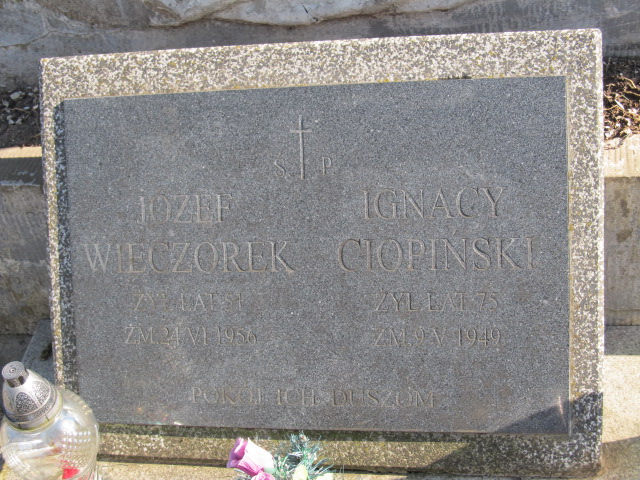 S. P.
JÓZEF
WIECZOREK
ŻYŁ LAT 51
ZM. 24 VI 1956
IGNACY
CIOPIŃSKI
ŻYŁ LAT 75
ZM. 9 V 1949
POKÓJ ICH DUSZOM